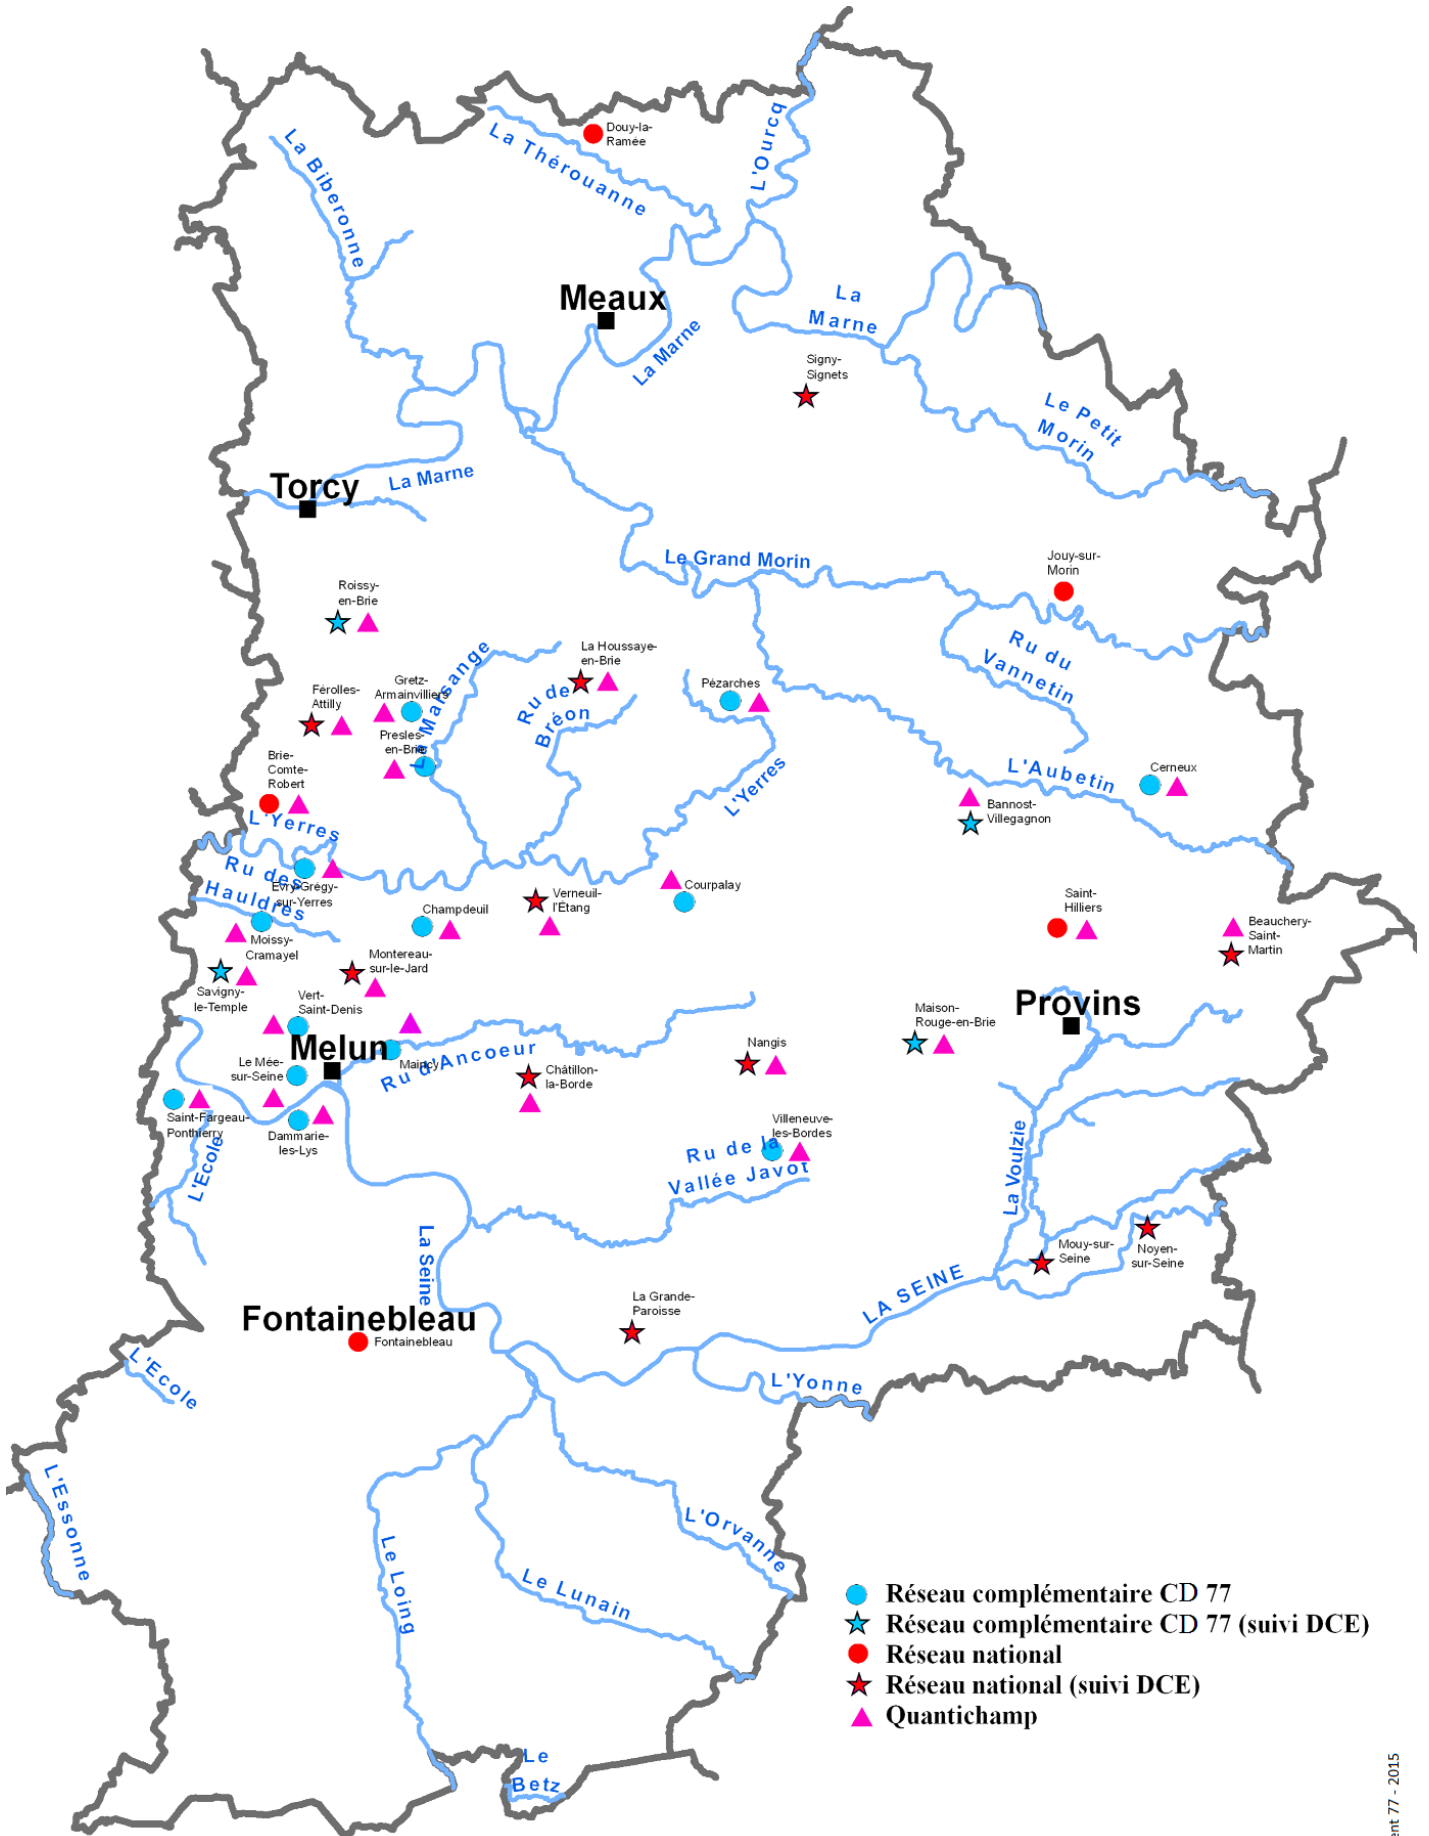 Douy-la-
Ramée
La Thérouanne
L'Ourcq
La Biberonne
Meaux
La
Marne
La Marne
Signy-
Signets
Le Petit
Morin
Torcy
La Marne
Le Grand Morin
Jouy-sur-
Morin
Roissy-
en-Brie
Ru du
Vannetin
La Houssaye-
en-Brie
La Marsange
Gretz-
Armainvilliers
Férolles-
Attilly
Ru de
Bréon
Pézarches
Presles-
en-Brie
Brie-
Comte-
Robert
L'Yerres
L'Aubetin
Cerneux
Bannost-
Villegagnon
L'Yerres
Ru des
Hauldres
Evry-Grégy-
sur-Yerres
Courpalay
Verneuil-
l'Étang
Champdeuil
Saint-
Hilliers
Beauchery-
Saint-
Martin
Moissy-
Cramayel
Montereau-
sur-le-Jard
Savigny-
le-Temple
Vert-
Saint-Denis
Provins
Maison-
Rouge-en-Brie
Melun
Maincy
Ru d'Ancoeur
Nangis
Le Mée-
sur-Seine
Châtillon-
la-Borde
Saint-Fargeau-
Ponthierry
Dammarie-
les-Lys
Villeneuve-
les-Bordes
L'Ecole
Ru de la
Vallée Javot
La Voulzie
La Seine
Mouy-sur-
Seine
Noyen-
sur-Seine
LA SEINE
La Grande-
Paroisse
Fontainebleau
Fontainebleau
L'Ecole
L'Yonne
L'Essonne
L'Orvanne
Le Loing
Le Lunain
Le
Betz
Réseau complémentaire CD 77
Réseau complémentaire CD 77 (suivi DCE)
Réseau national
Réseau national (suivi DCE)
Quantichamp
ent 77 - 2015